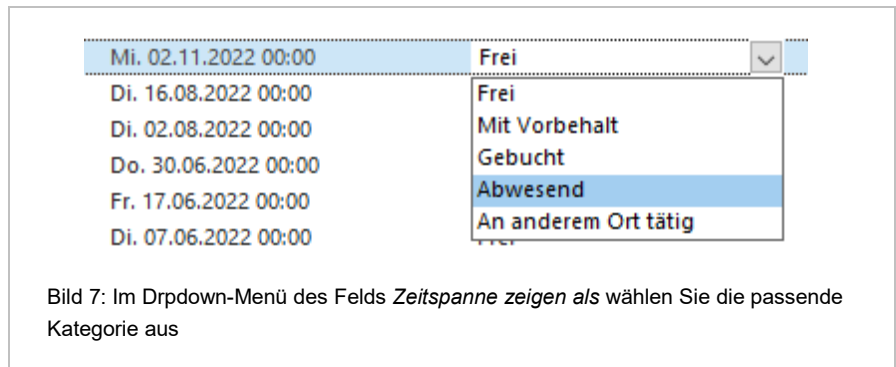 Mi. 02.11.2022 00:00 Frei
Di. 16.08.2022 00:00 Frei
Di. 02.08.2022 00:00 Mit Vorbehalt
Do. 30.06.2022 00:00 Gebucht
Fr. 17.06.2022 00:00 Abwesend
Di. 07.06.2022 00:00 An anderem Ort tätig
Bild 7: Im Drpdown-Menü des Felds Zeitspanne zeigen als wählen Sie die passende
Kategorie aus